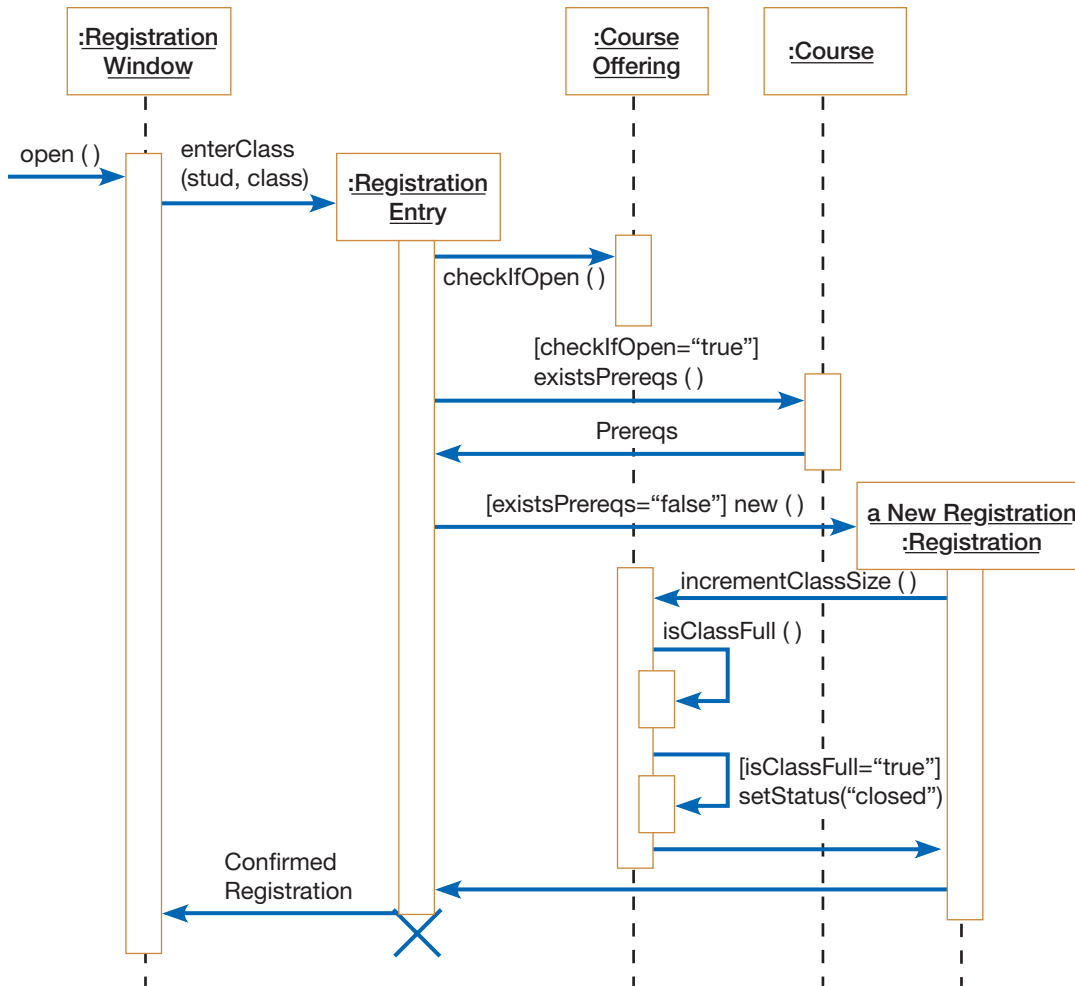 :Registration
Window
:Course
Offering
:Course
open ( )
enterClass
(stud, class)
:Registration
Entry
checkIfOpen ( )
[checkIfOpen=“true”]
existsPrereqs ( )
Prereqs
[existsPrereqs=“false”] new ( )
a New Registration
:Registration
incrementClassSize ( )
isClassFull ( )
[isClassFull=“true”]
setStatus(“closed”)
Confirmed
Registration